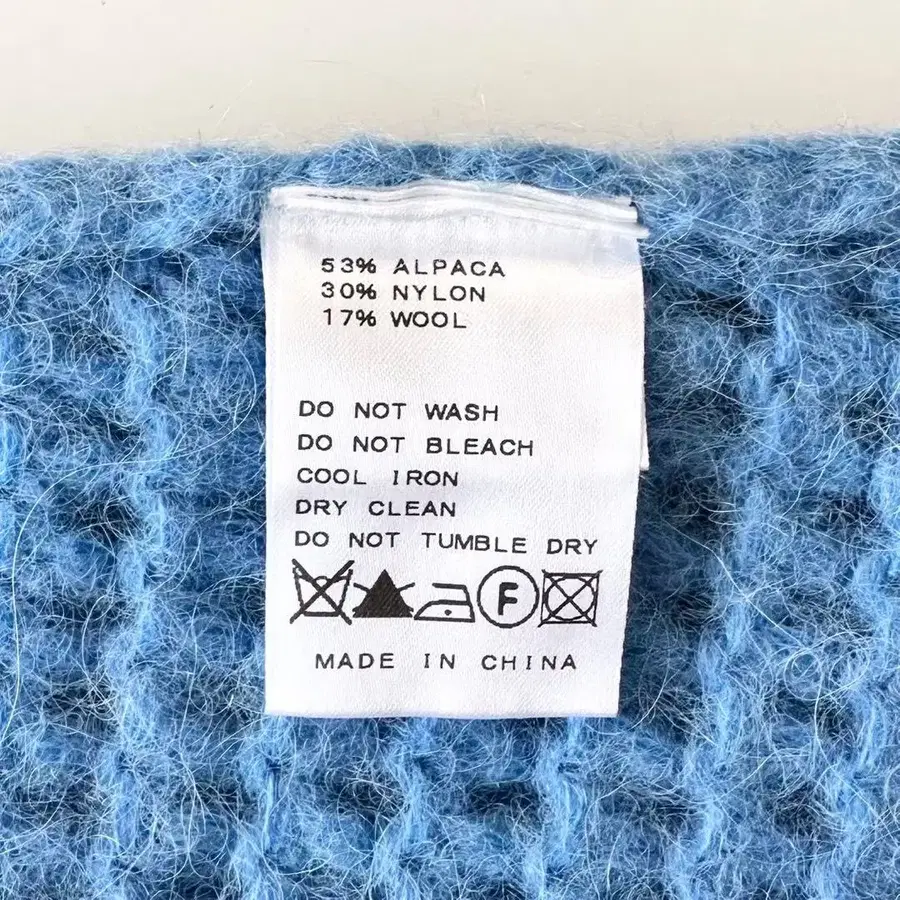 53% ALPACA
30% NYLON
17% WOOL
DO NOT WASH
DO NOT BLEACH
COOL IRON
DRY CLEAN
DO NOT TUMBLE DRY
F
MADE IN CHINA